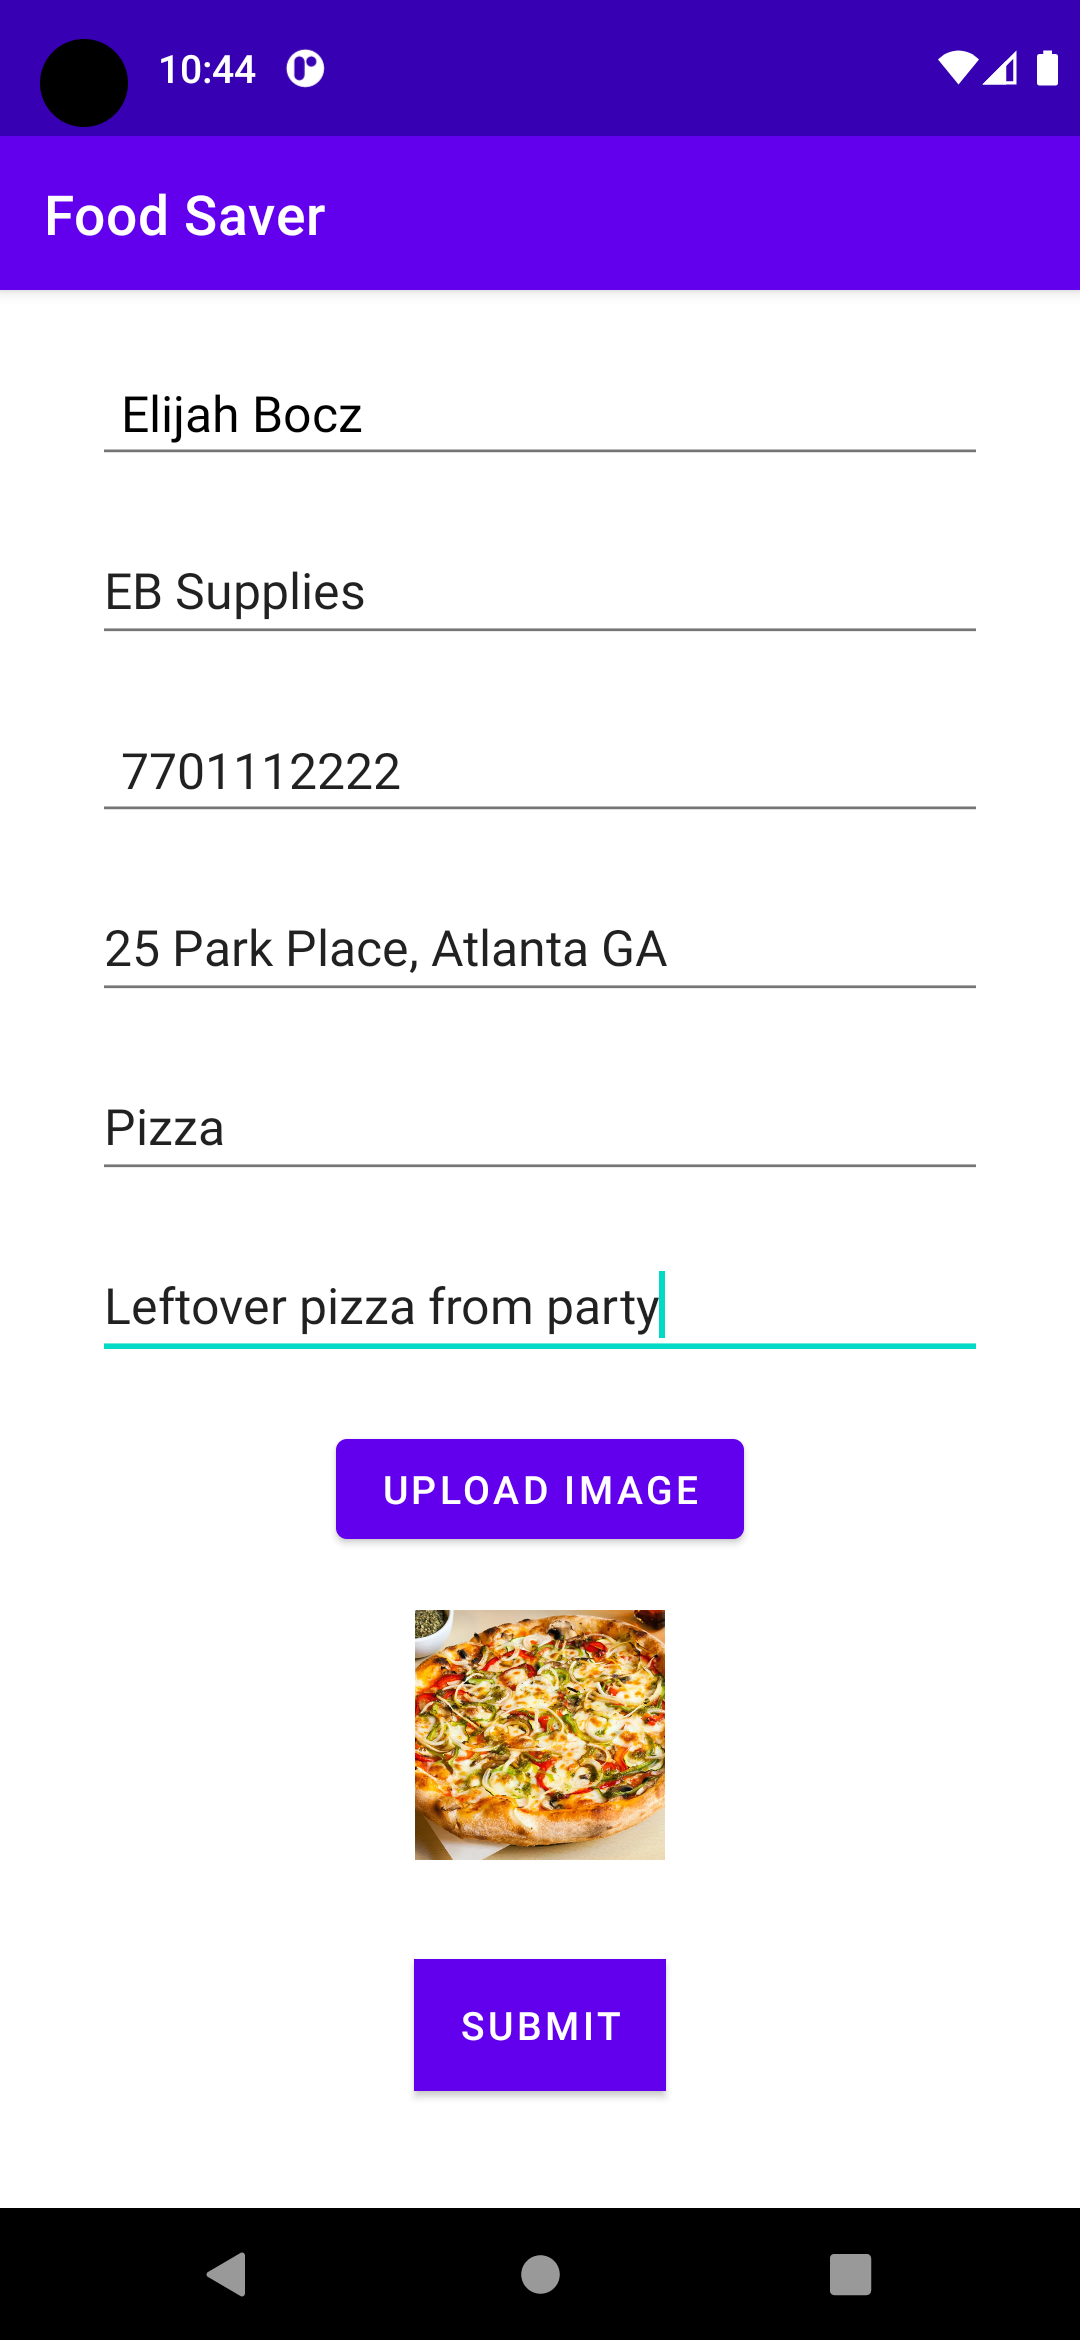 10:44
Food Saver
Elijah Bocz
EB Supplies
7701112222
25 Park Place, Atlanta GA
Pizza
Leftover pizza from party
UPLOAD IMAGE
SUBMIT